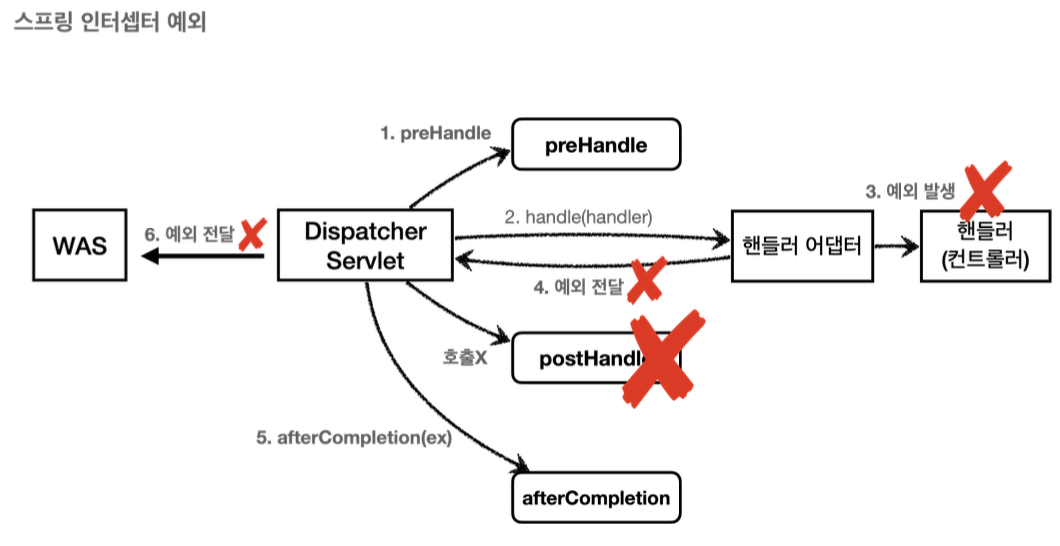 스프링 인터셉터 예외
1. preHandle
preHandle
3. 예외 발생
WAS
6. 예외 전달
Dispatcher
Servlet
2. handle(handler)
4. 예외 전달
핸들러 어댑터
핸들러
(컨트롤러)
호출X
postHandl
5. afterCompletion(ex)
afterCompletion